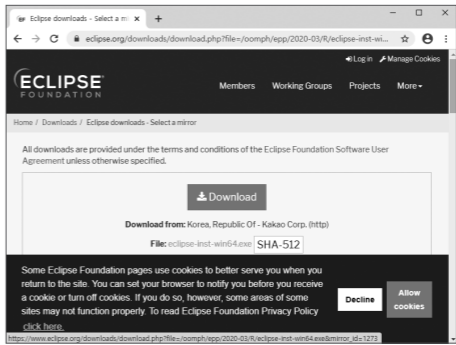 Eclipse downloads - Select a mi
eclipse.org/downloads/download.php?file=/oomph/epp/2020-03/R/eclipse-inst-wi...
Log in Manage Cookies
ECLIPSE
FOUNDATION
Members Working Groups Projects More
Home / Downloads / Eclipse downloads - Select a mirror
All downloads are provided under the terms and conditions of the Eclipse Foundation Software User
Agreement unless otherwise specified.
Download
Download from: Korea, Republic Of - Kakao Corp. (http)
File: eclipse-inst-win64.exe SHA-512
Some Eclipse Foundation pages use cookies to better serve you when you
return to the site. You can set your browser to notify you before you receive
a cookie or turn off cookies. If you do so, however, some areas of some
sites may not function properly. To read Eclipse Foundation Privacy Policy
click here.
Decline
Allow
cookies
https://www.eclipse.org/downloads/download.php?file=/oomph/epp/2020-03/R/eclipse-inst-win64.exe&mirror_id=1273